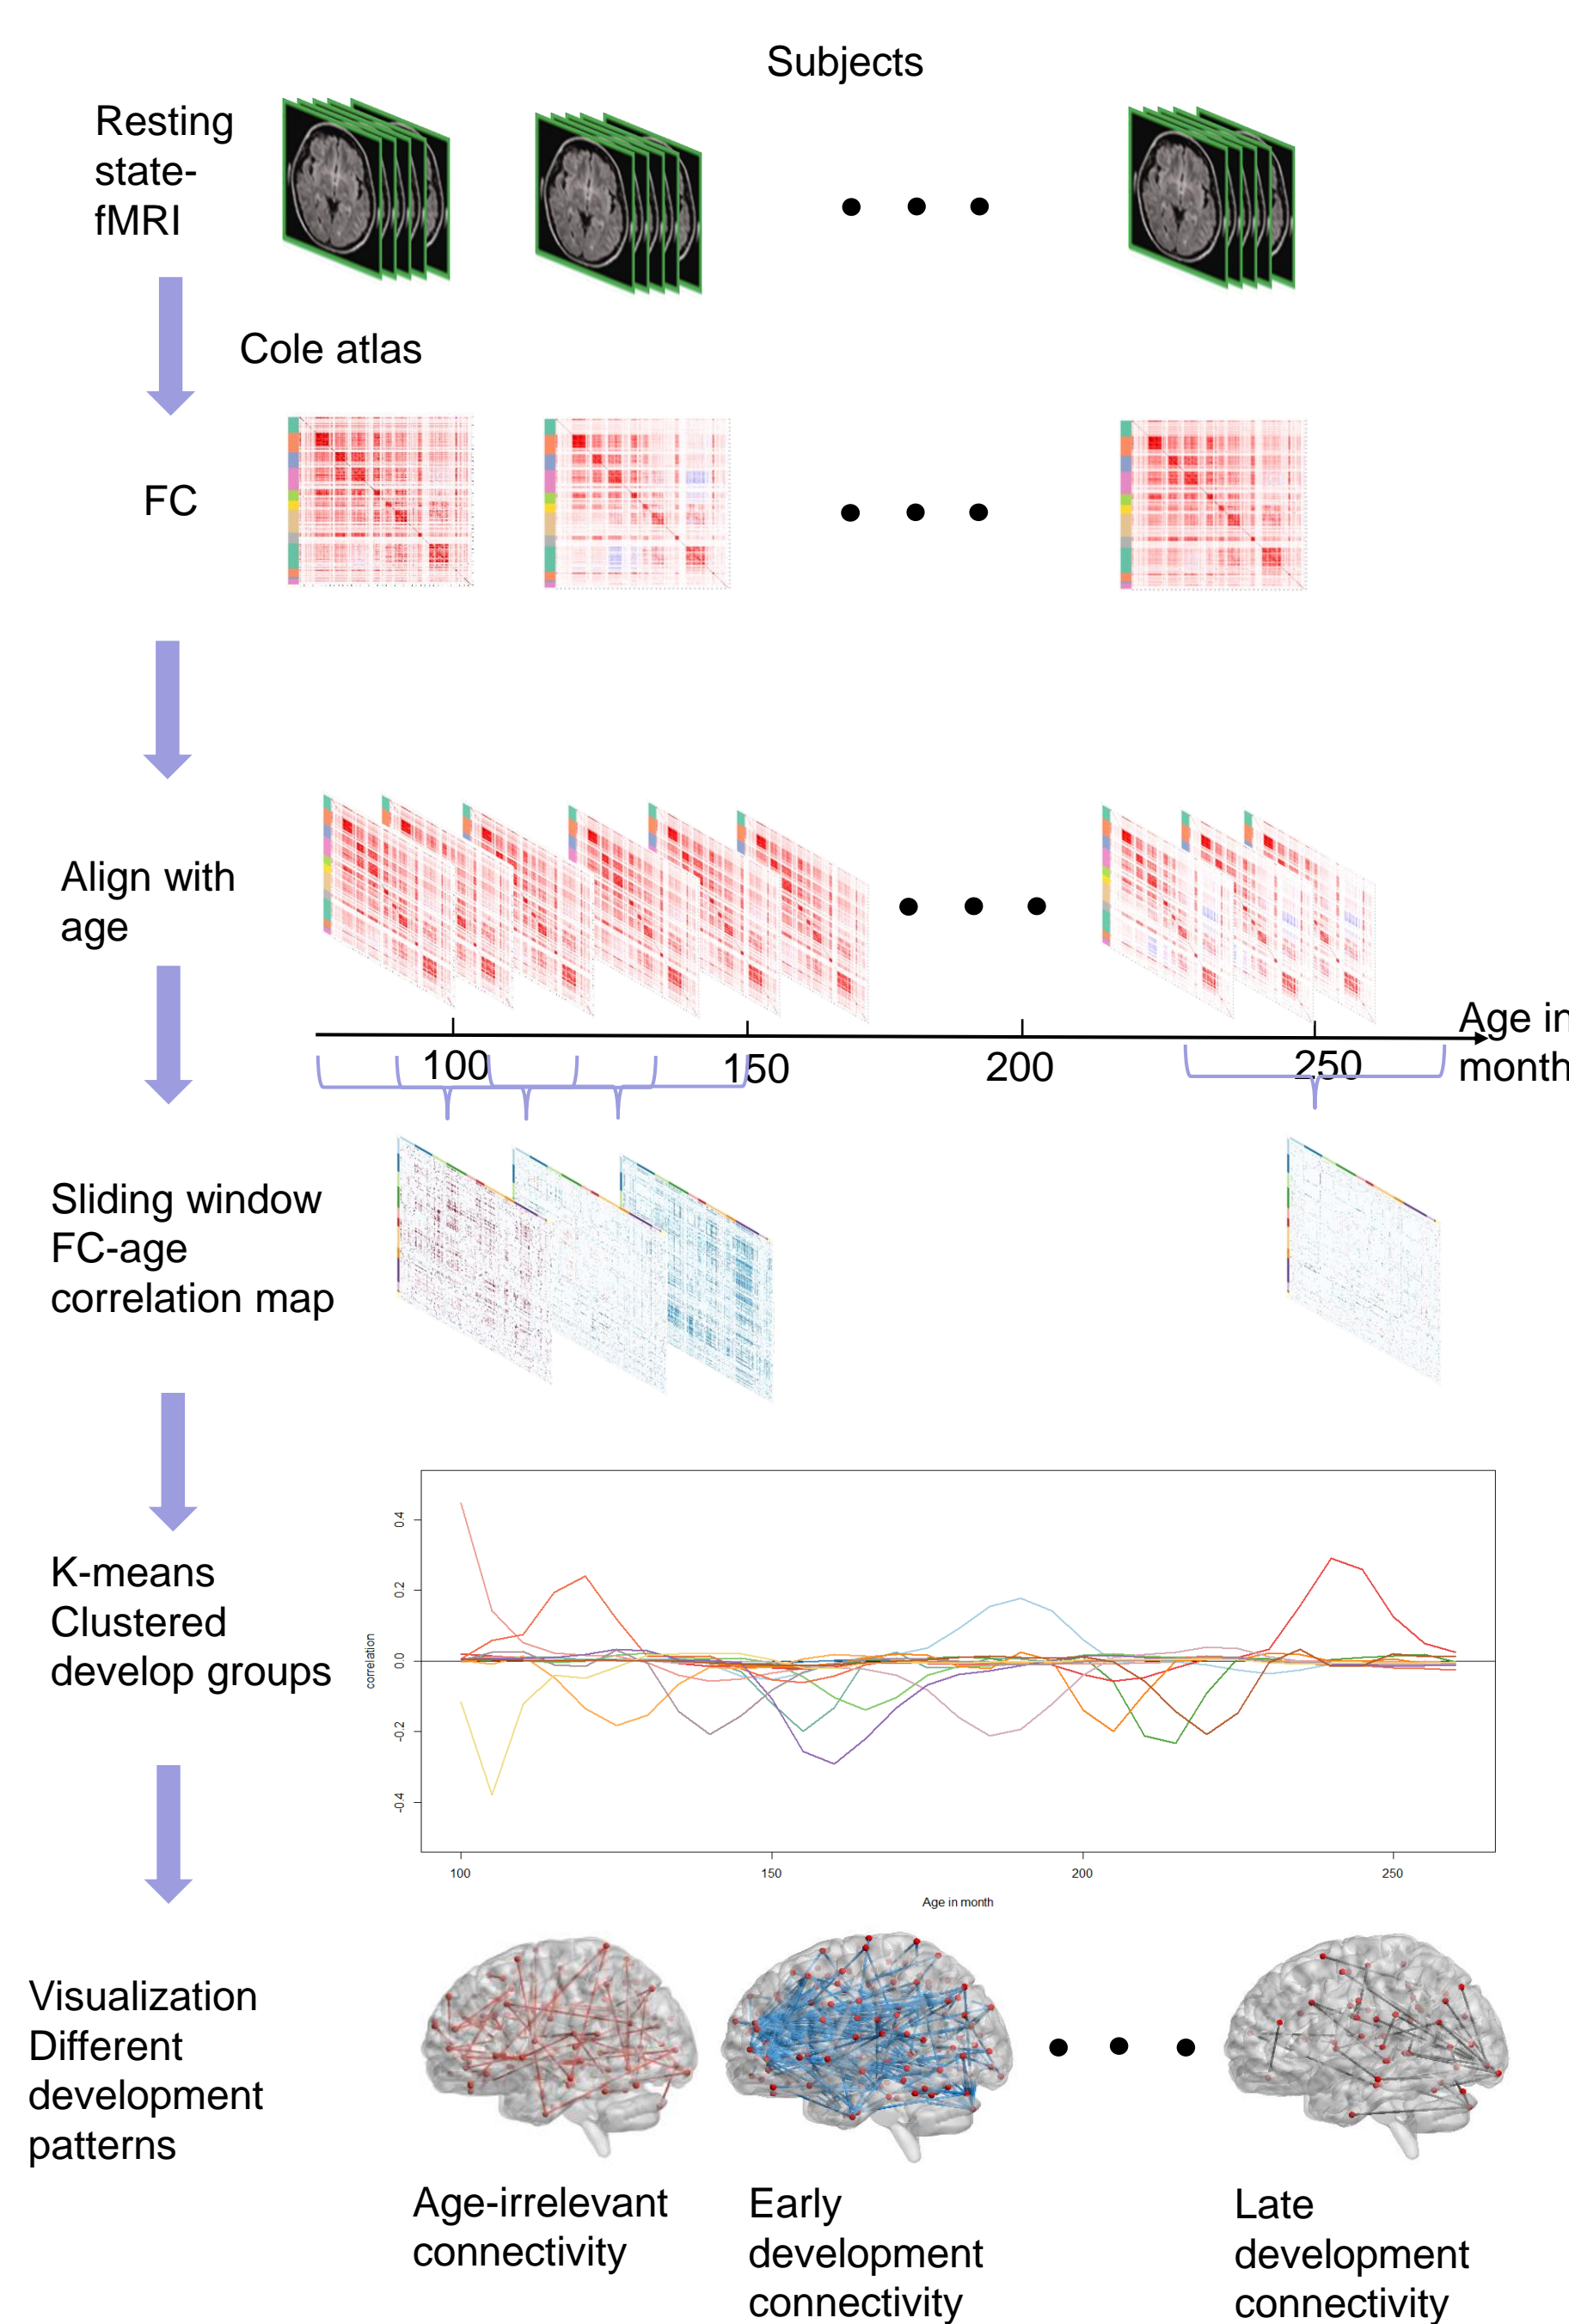 Subjects
Resting
state-
fMRI
Cole atlas
FC
Align with
age
100
150
200
250
Age in
month
Sliding window
FC-age
correlation map
K-means
Clustered
develop groups
correlation
0.4
0.2
0.0
-0.2
-0.4
100
150
200
250
Age in month
Visualization
Different
development
patterns
Age-irrelevant
connectivity
Early
development
connectivity
Late
development
connectivity